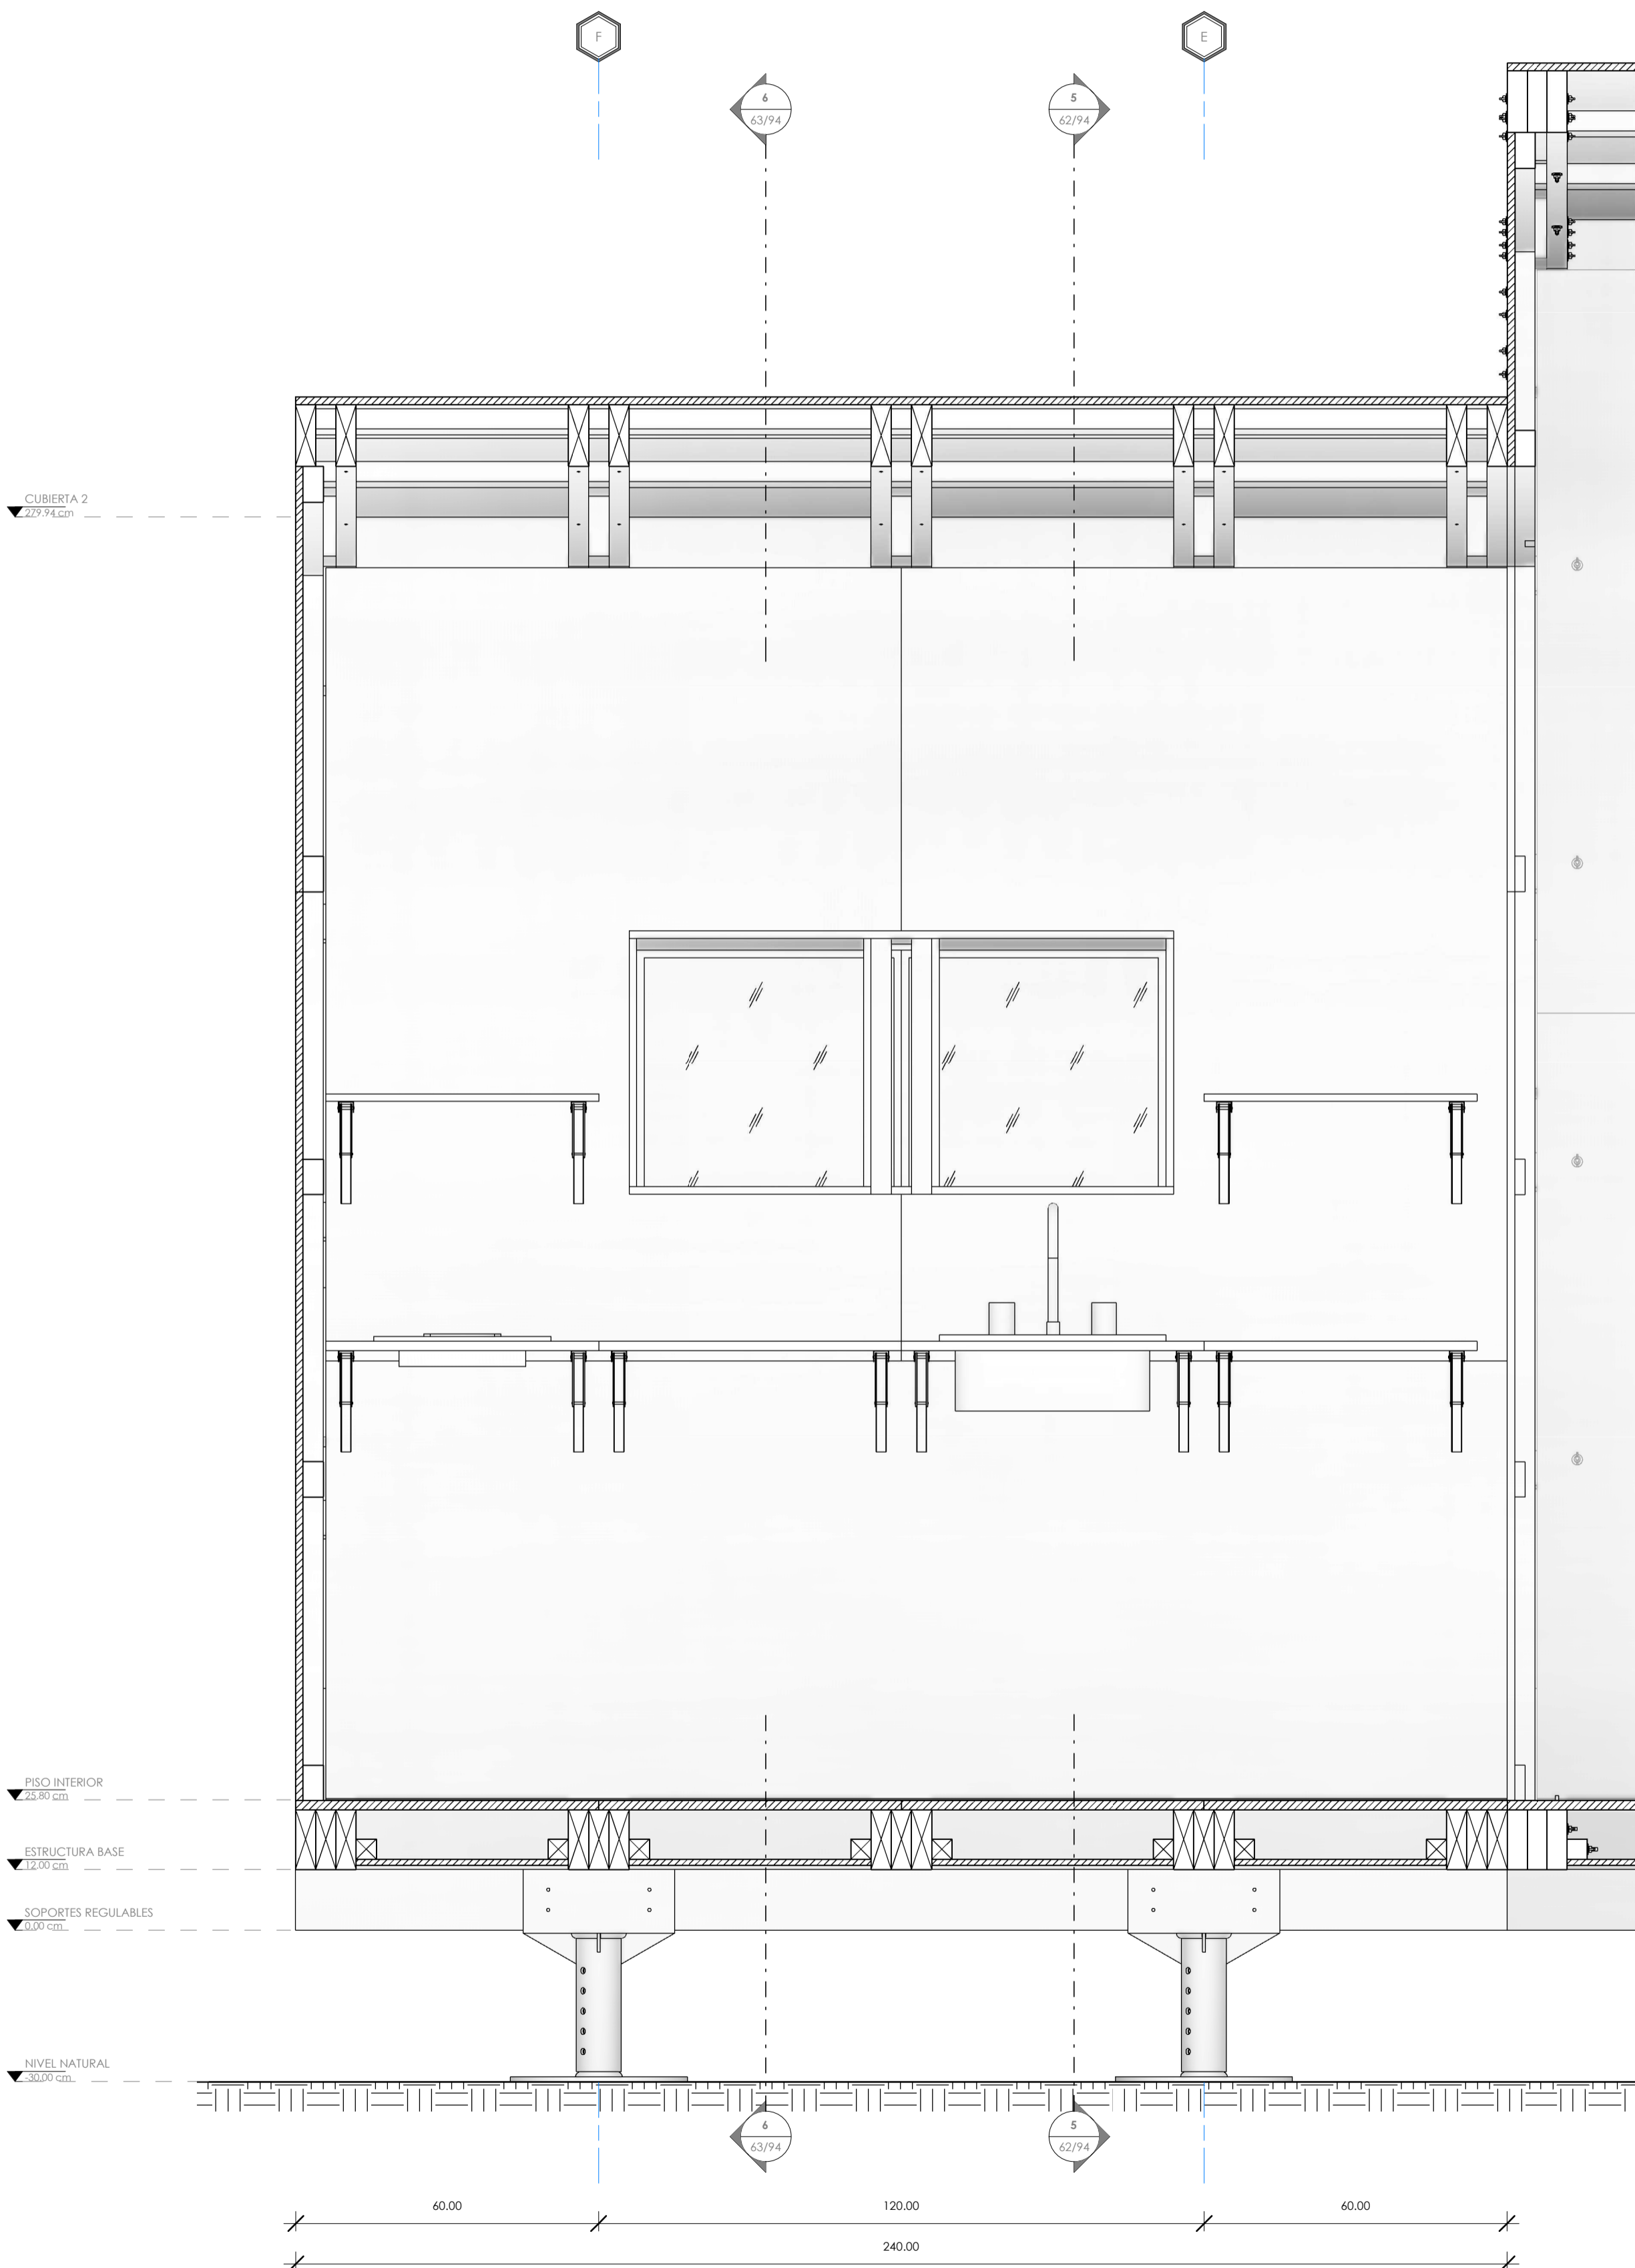 F
E
6
63/94
5
62/94
CUBIERTA 2
279.94 cm
PISO INTERIOR
25.80 cm
ESTRUCTURA BASE
12.00 cm
SOPORTES REGULABLES
0.00 cm
NIVEL NATURAL
-30.00 cm
6
63/94
5
62/94
60.00
120.00
60.00
240.00